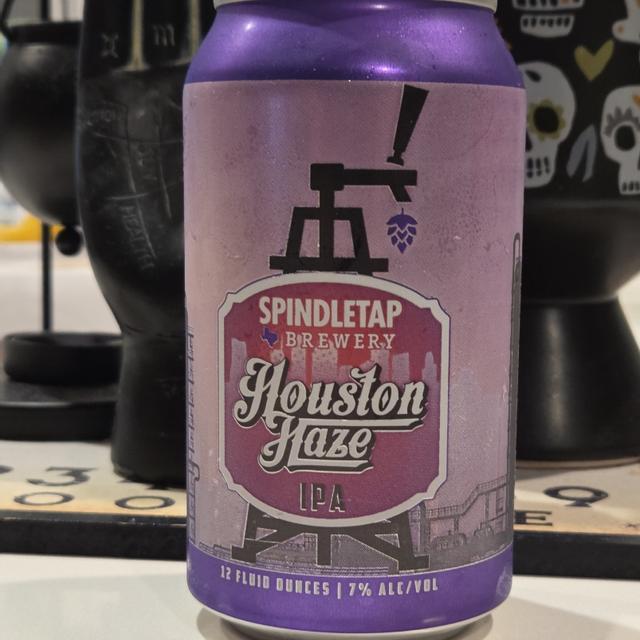 SPINDLETAP
BREWERY
Houston
Haze
IPA
12 FLUID OUNCES | 7% ALC/VOL